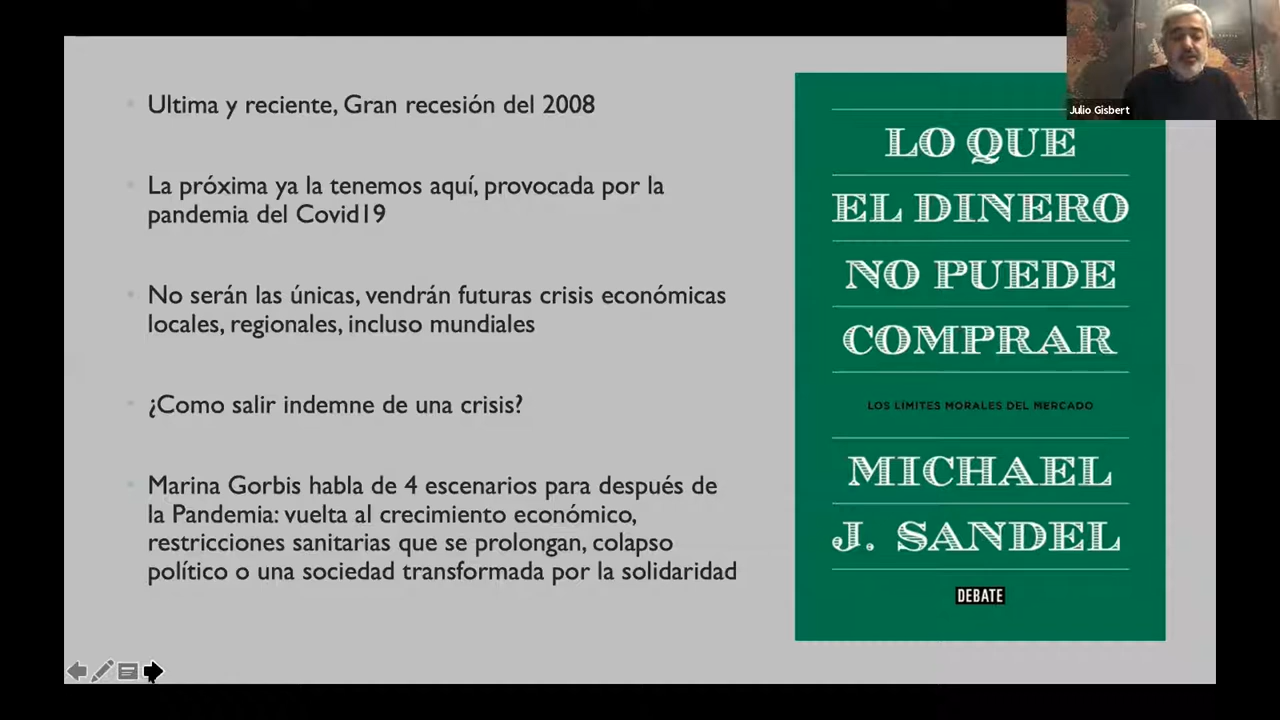 Ultima y reciente, Gran recesión del 2008
La próxima ya la tenemos aquí, provocada por la
pandemia del Covid19
No serán las únicas, vendrán futuras crisis económicas
locales, regionales, incluso mundiales
¿Como salir indemne de una crisis?
Marina Gorbis habla de 4 escenarios para después de
la Pandemia: vuelta al crecimiento económico,
restricciones sanitarias que se prolongan, colapso
político o una sociedad transformada por la solidaridad
LO QUE
EL DINERO
NO PUEDE
COMPRAR
LOS LÍMITES MORALES DEL MERCADO
MICHAEL
J. SANDEL
DEBATE
Julio Gisbert